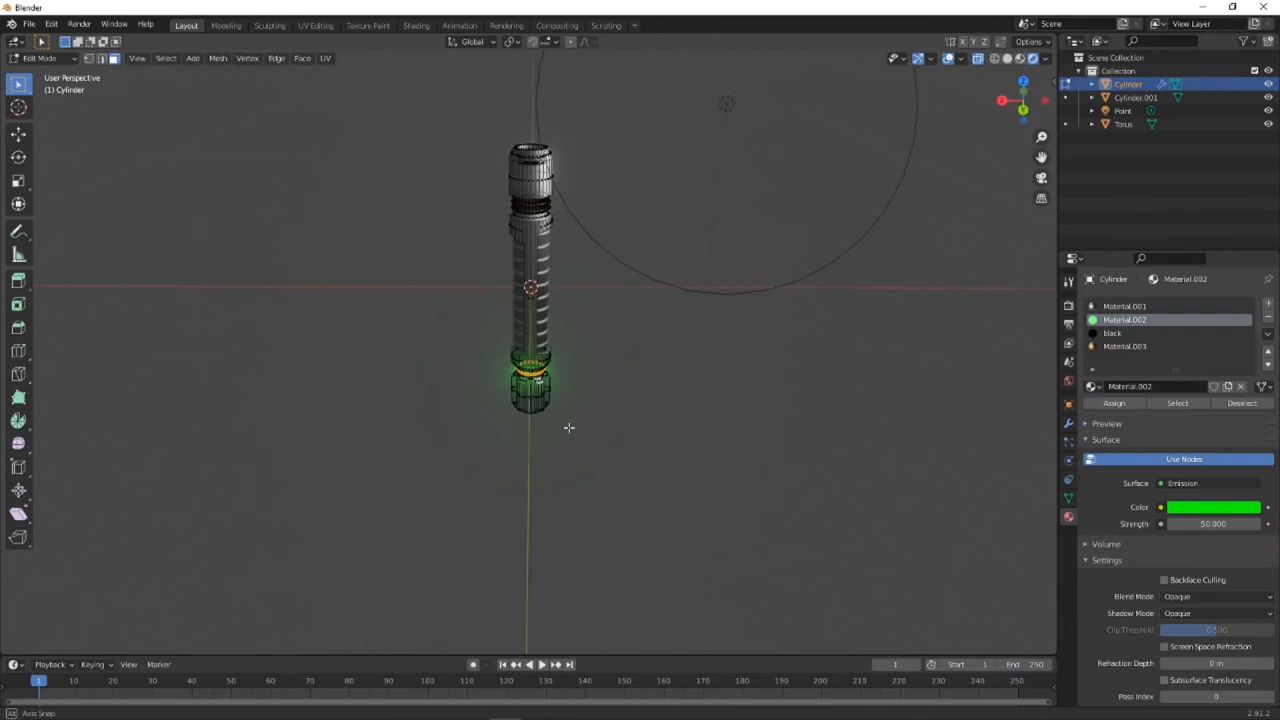 Blender
File Edit Render Window Help
Layout Modeling Sculpting UV Editing Texture Paint Shading Animation Rendering Compositing Scripting +
Scene
View Layer
Global
X Y Z
Options
Edit Mode
View Select Add Mesh Vertex Edge Face UV
User Perspective
(1) Cylinder
Z
X
Y
Scene Collection
Collection
Cylinder
Cylinder.001
Point
Torus
Cylinder
Material.002
Material.001
Material.002
black
Material.003
Material.002
Assign Select Deselect
Preview
Surface
Use Nodes
Surface Emission
Color
Strength 50.000
Volume
Settings
Backface Culling
Blend Mode Opaque
Shadow Mode Opaque
Clip Threshold 0.500
Screen Space Refraction
Refraction Depth 0 m
Subsurface Translucency
Pass Index 0
Playback Keying View Marker
1
Start 1
End 250
1 10 20 30 40 50 60 70 80 90 100 110 120 130 140 150 160 170 180 190 200 210 220 230 240 250
Alt Axis Snap
2.91.2